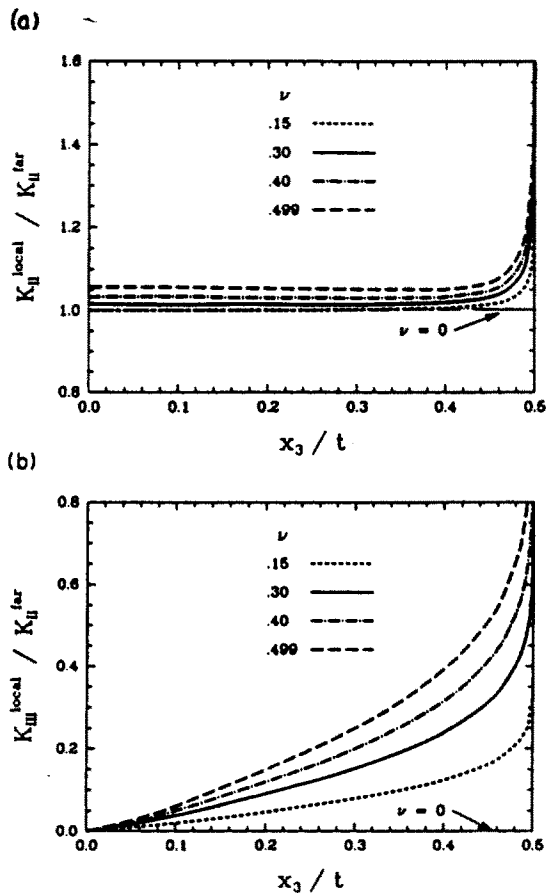 (a)
1.6
1.4
1.2
1.0
0.8
K_II^local / K_II^far
ν
.15
.30
.40
.499
ν = 0
0.0 0.1 0.2 0.3 0.4 0.5
x_3 / t
(b)
0.8
0.6
0.4
0.2
0.0
K_III^local / K_II^far
ν
.15
.30
.40
.499
ν = 0
0.0 0.1 0.2 0.3 0.4 0.5
x_3 / t